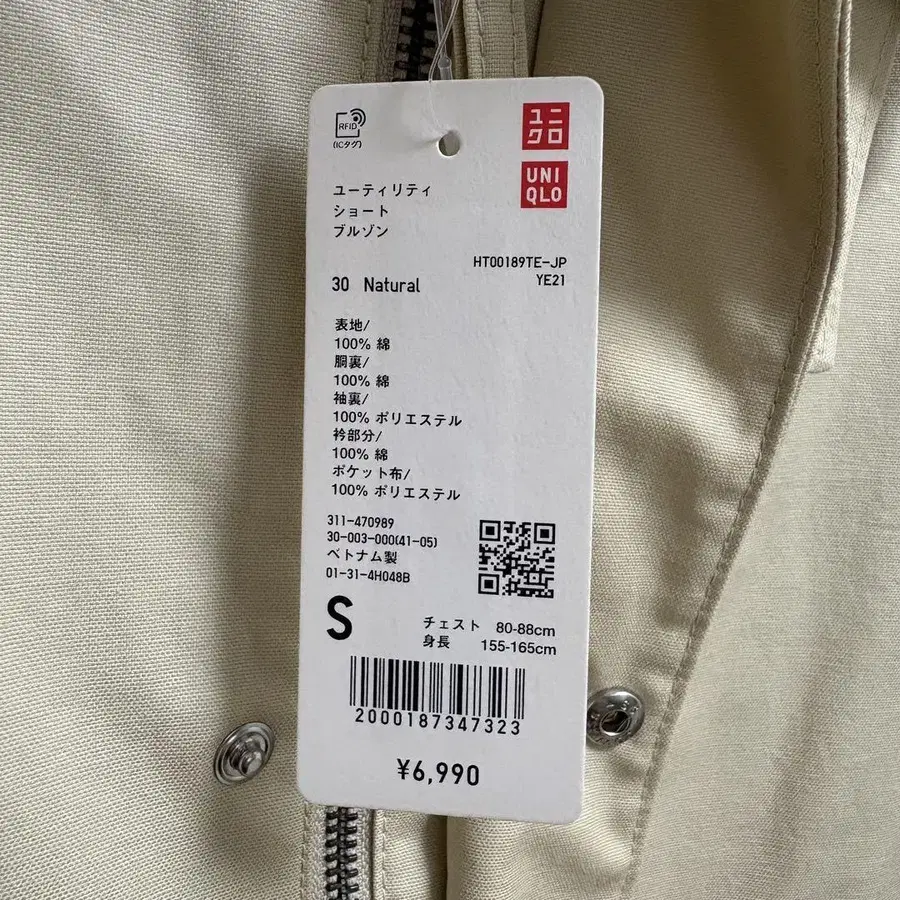 RFID
(ICタグ)
ユニ
クロ
UNI
QLO
ユーティリティ
ショート
ブルゾン
HT00189TE-JP
YE21
30 Natural
表地/
100% 綿
胴裏/
100% 綿
袖裏/
100% ポリエステル
衿部分/
100% 綿
ポケット布/
100% ポリエステル
311-470989
30-003-000(41-05)
ベトナム製
01-31-4H048B
S
チェスト 80-88cm
身長 155-165cm
2000187347323
¥6,990